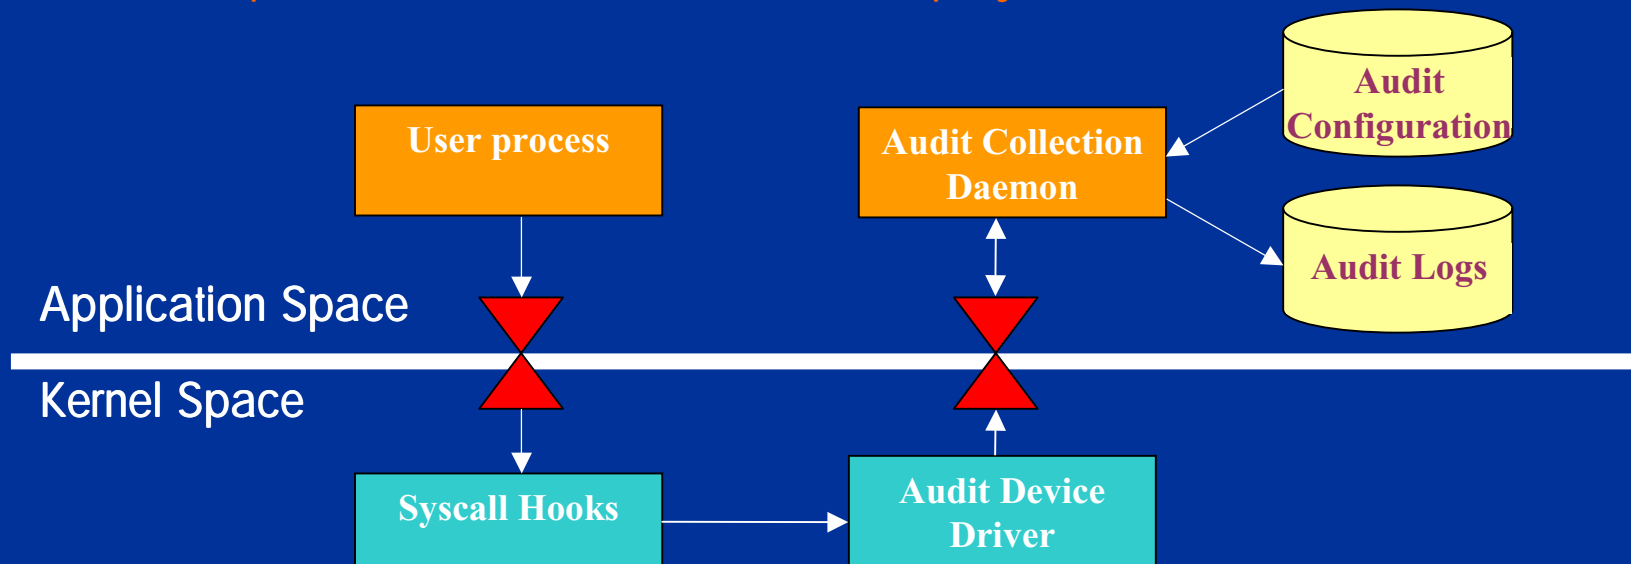 User process
Audit Collection
Daemon
Audit
Configuration
Audit Logs
Application Space
Kernel Space
Syscall Hooks
Audit Device
Driver